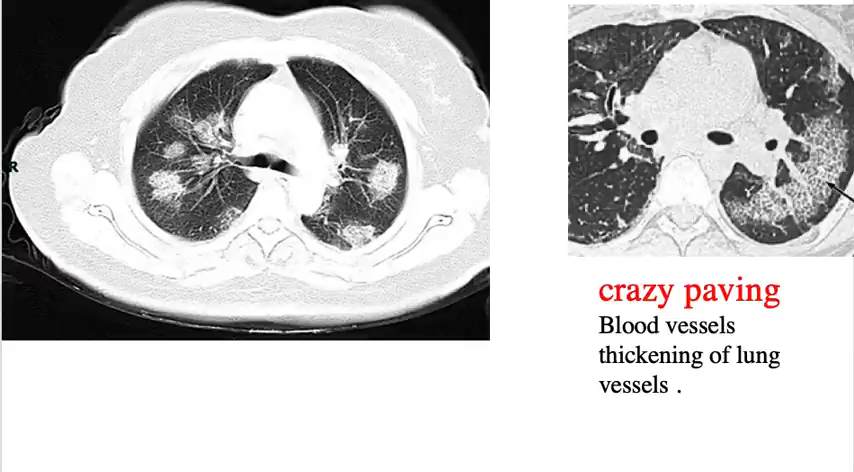 R
crazy paving
Blood vessels
thickening of lung
vessels .